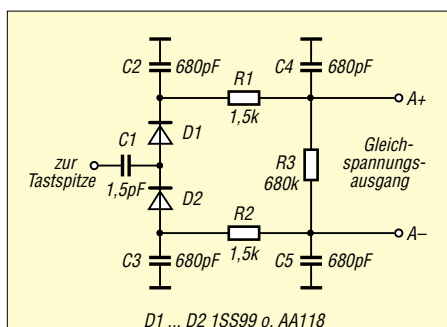 C2 680pF
C4 680pF
R1
1,5k
A+
C1
D1
zur
Tastspitze
1,5pF
R3
680k
Gleich-
spannungs-
ausgang
D2
R2
1,5k
A–
C3 680pF
C5 680pF
D1 ... D2 1SS99 o. AA118